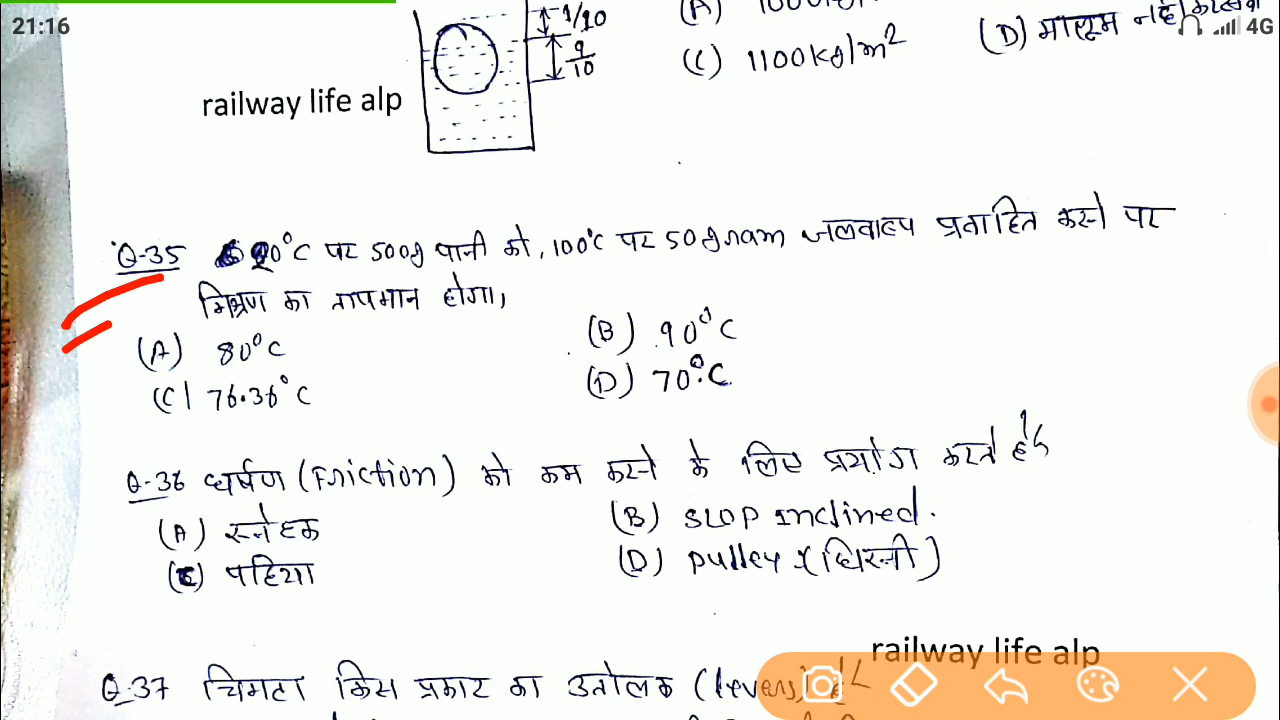 21:16
4G
1/10
9/10
(A)
(C) 1100kg/m²
(D) मालूम
railway life alp
Q-35 20°C पर 500g पानी को, 100°C पर 50gram जलवाष्प प्रवाहित करने पर
मिश्रण का तापमान होगा,
(A) 80°C
(B) 90°C
(C) 76.36°C
(D) 70°C
Q-36 घर्षण (Friction) को कम करने के लिए प्रयोग करते हैं
(A) स्नेहक
(B) SLOP Inclined.
(C) पहिया
(D) pulley (घिरनी)
railway life alp
Q-37 चिमटा किस प्रकार का उतोलक (levers)